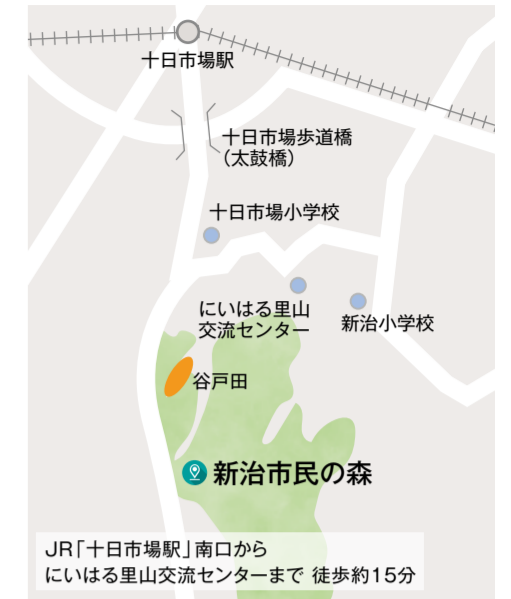 十日市場駅
十日市場歩道橋
（太鼓橋）
十日市場小学校
にいはる里山
交流センター
新治小学校
谷戸田
新治市民の森
JR「十日市場駅」南口から
にいはる里山交流センターまで 徒歩約15分